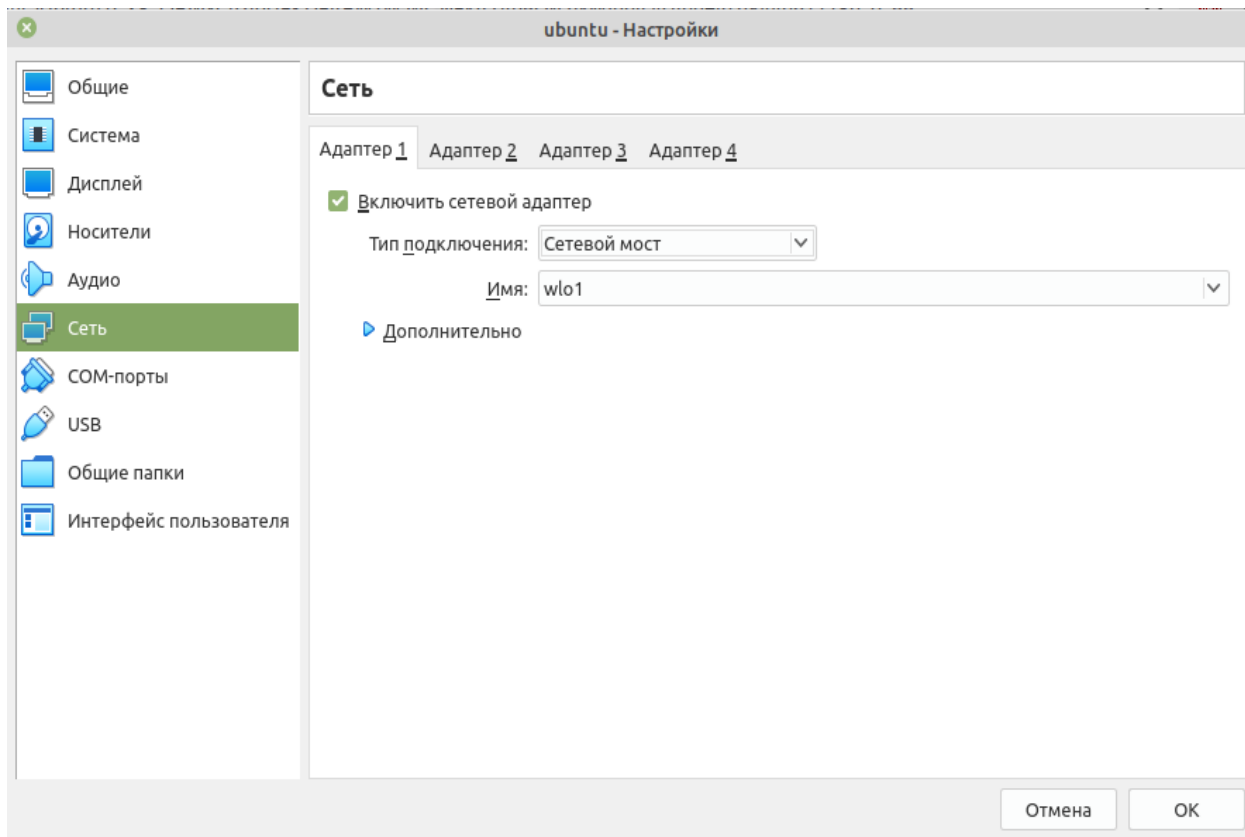 ubuntu - Настройки
Общие
Система
Дисплей
Носители
Аудио
Сеть
COM-порты
USB
Общие папки
Интерфейс пользователя
Сеть
Адаптер 1 Адаптер 2 Адаптер 3 Адаптер 4
Включить сетевой адаптер
Тип подключения: Сетевой мост
Имя: wlo1
Дополнительно
Отмена OK